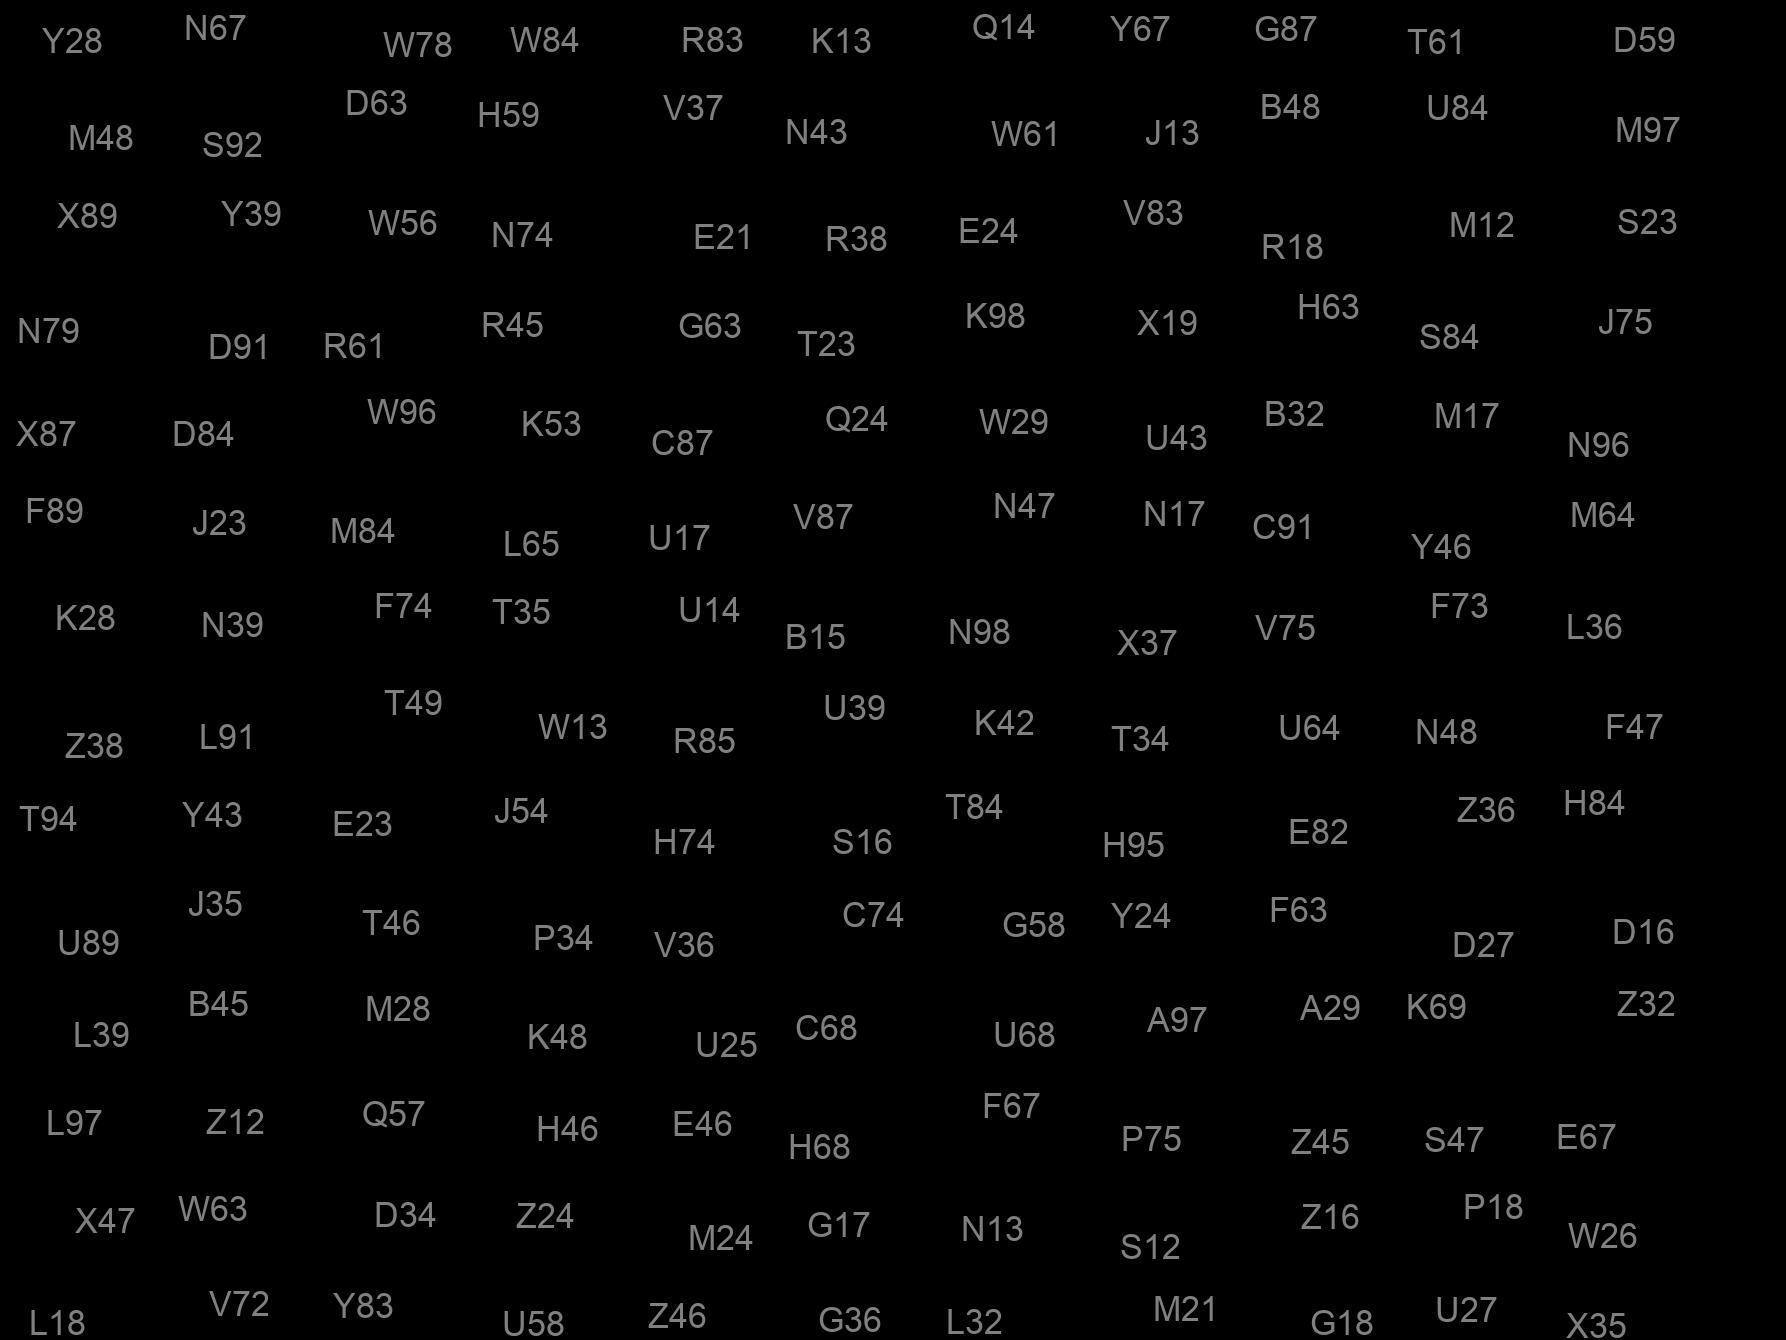 Y28 N67 W78 W84 R83 K13 Q14 Y67 G87 T61 D59
M48 S92 D63 H59 V37 N43 W61 J13 B48 U84 M97
X89 Y39 W56 N74 E21 R38 E24 V83 R18 M12 S23
N79 D91 R61 R45 G63 T23 K98 X19 H63 S84 J75
X87 D84 W96 K53 C87 Q24 W29 U43 B32 M17 N96
F89 J23 M84 L65 U17 V87 N47 N17 C91 Y46 M64
K28 N39 F74 T35 U14 B15 N98 X37 V75 F73 L36
Z38 L91 T49 W13 R85 U39 K42 T34 U64 N48 F47
T94 Y43 E23 J54 H74 S16 T84 H95 E82 Z36 H84
U89 J35 T46 P34 V36 C74 G58 Y24 F63 D27 D16
L39 B45 M28 K48 U25 C68 U68 A97 A29 K69 Z32
L97 Z12 Q57 H46 E46 H68 F67 P75 Z45 S47 E67
X47 W63 D34 Z24 M24 G17 N13 S12 Z16 P18 W26
L18 V72 Y83 U58 Z46 G36 L32 M21 G18 U27 X35